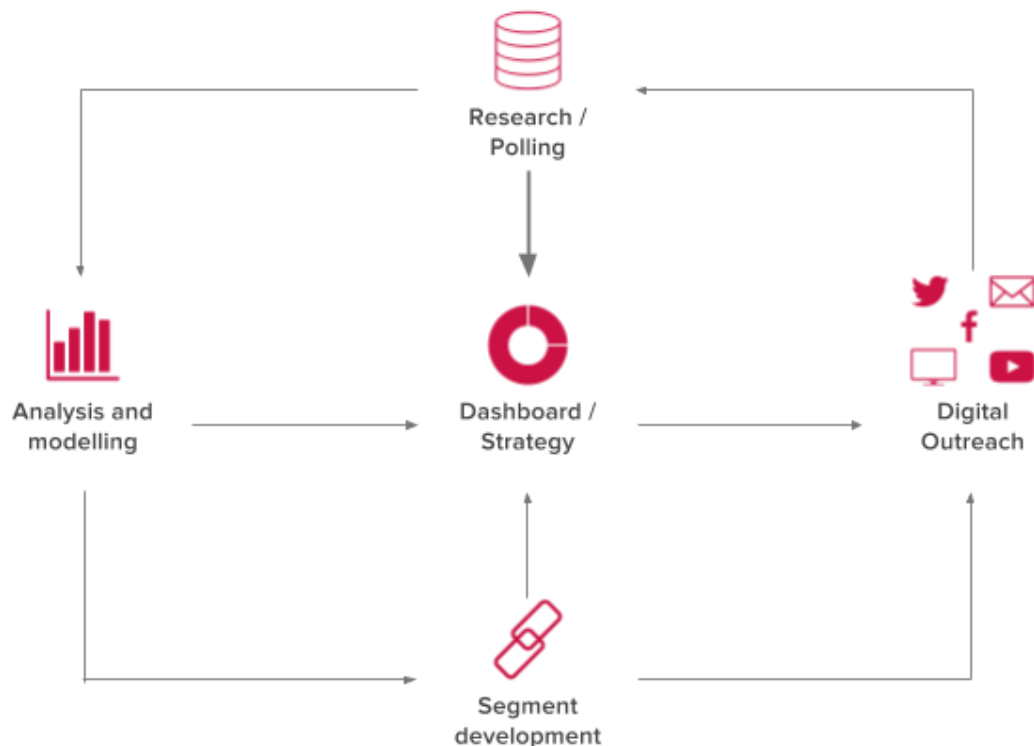 Research /
Polling
Analysis and
modelling
Dashboard /
Strategy
Digital
Outreach
Segment
development